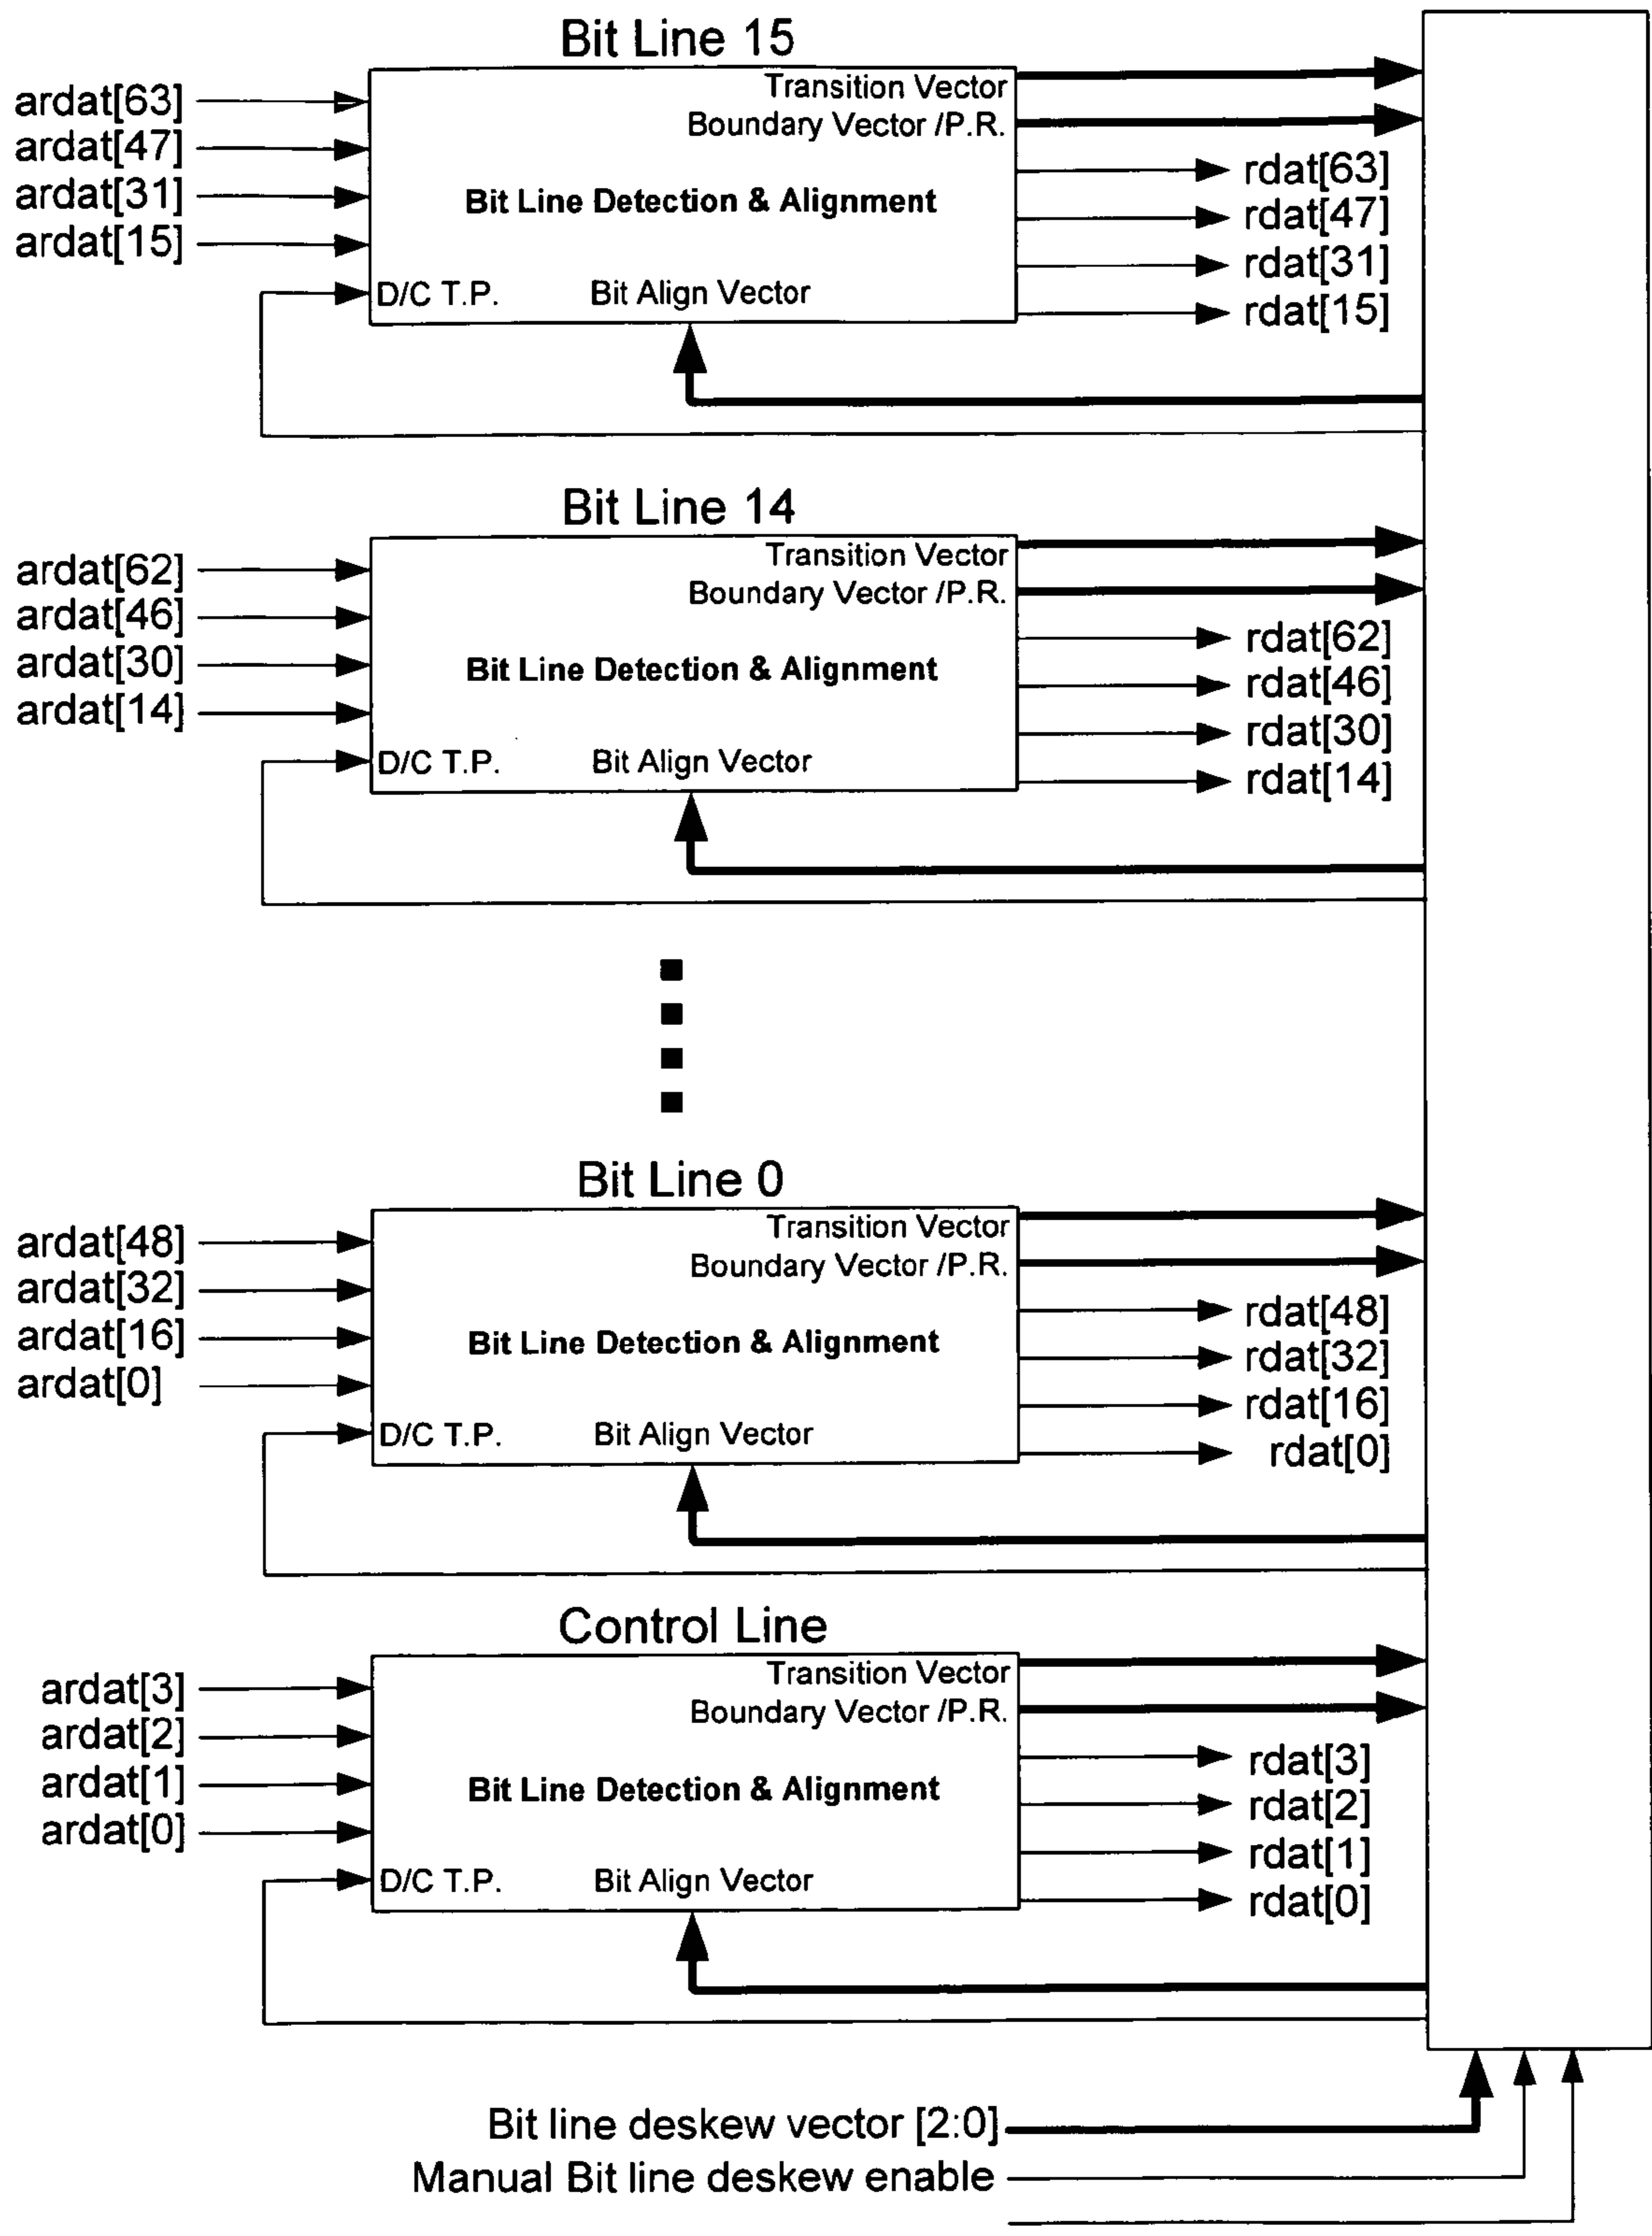 Bit Line 15
ardat[63]
ardat[47]
ardat[31]
ardat[15]
Transition Vector
Boundary Vector /P.R.
Bit Line Detection & Alignment
D/C T.P.
Bit Align Vector
rdat[63]
rdat[47]
rdat[31]
rdat[15]
Bit Line 14
ardat[62]
ardat[46]
ardat[30]
ardat[14]
Transition Vector
Boundary Vector /P.R.
Bit Line Detection & Alignment
D/C T.P.
Bit Align Vector
rdat[62]
rdat[46]
rdat[30]
rdat[14]
Bit Line 0
ardat[48]
ardat[32]
ardat[16]
ardat[0]
Transition Vector
Boundary Vector /P.R.
Bit Line Detection & Alignment
D/C T.P.
Bit Align Vector
rdat[48]
rdat[32]
rdat[16]
rdat[0]
Control Line
ardat[3]
ardat[2]
ardat[1]
ardat[0]
Transition Vector
Boundary Vector /P.R.
Bit Line Detection & Alignment
D/C T.P.
Bit Align Vector
rdat[3]
rdat[2]
rdat[1]
rdat[0]
Bit line deskew vector [2:0]
Manual Bit line deskew enable